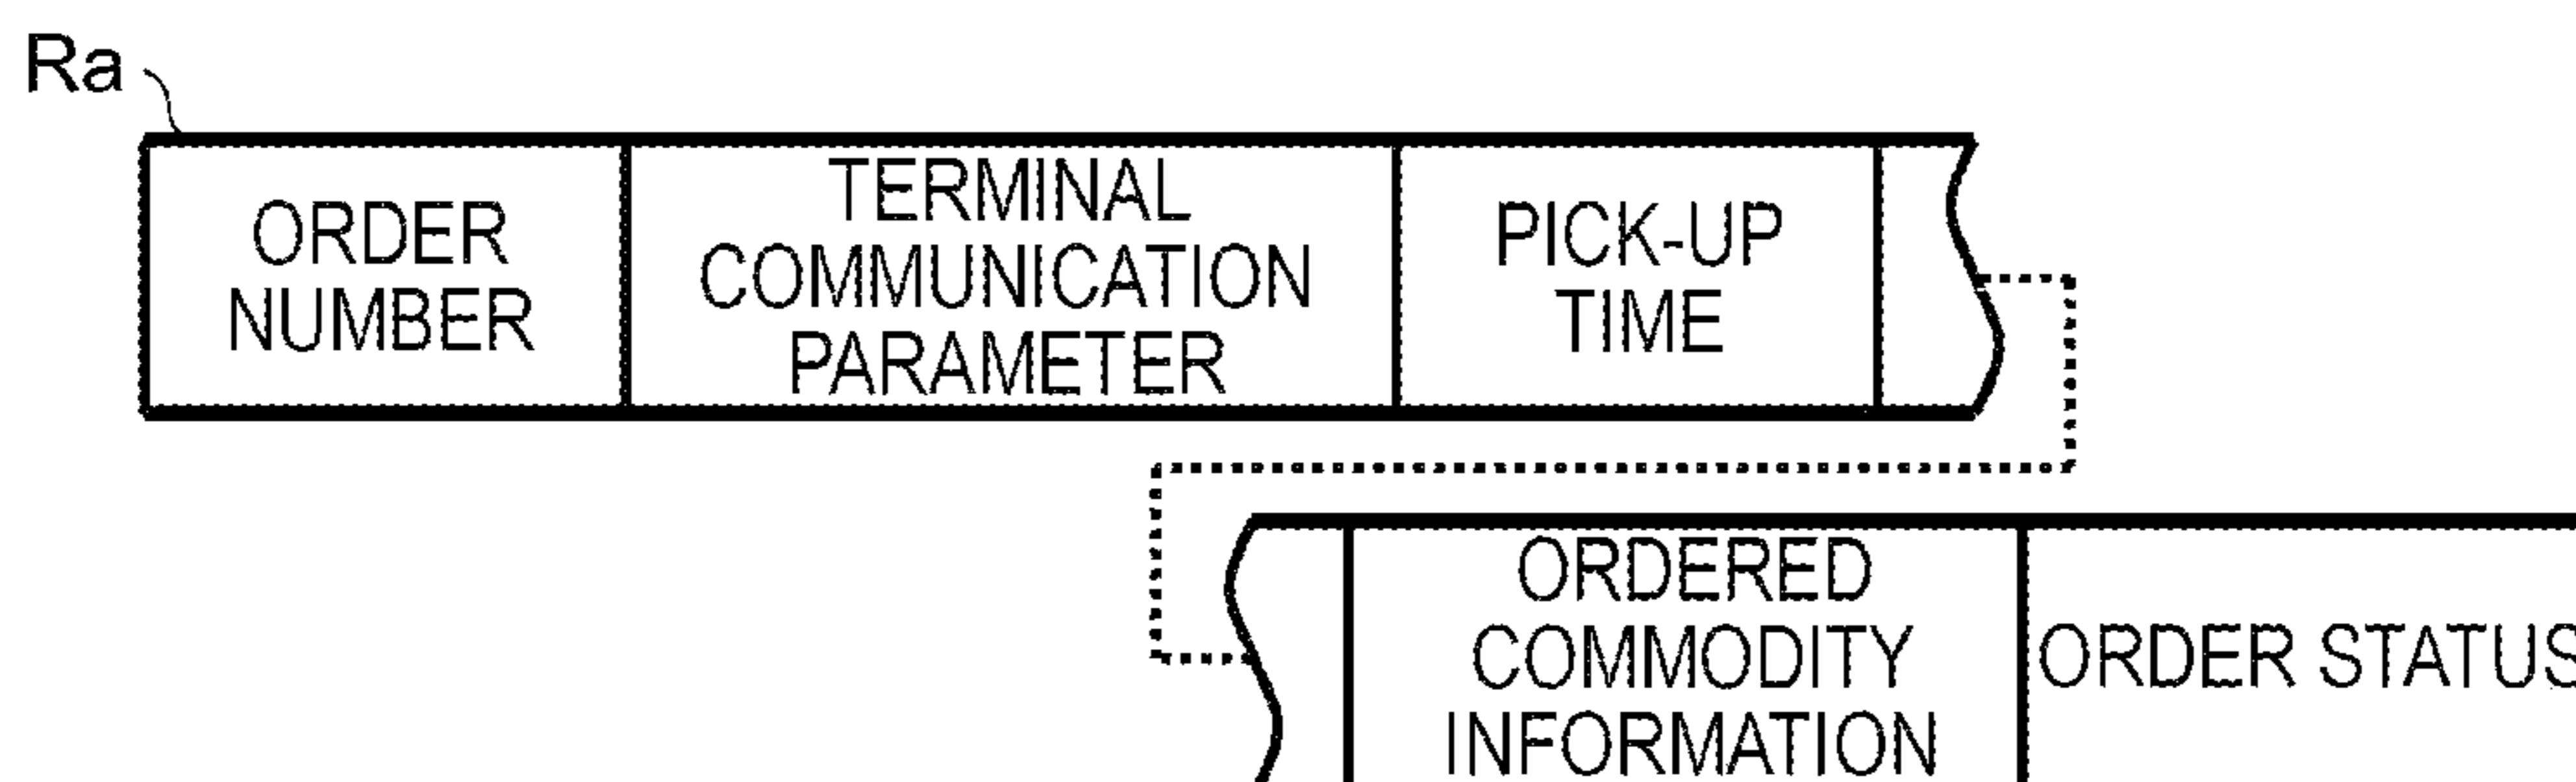 Ra
ORDER
NUMBER
TERMINAL
COMMUNICATION
PARAMETER
PICK-UP
TIME
ORDERED
COMMODITY
INFORMATION
ORDER STATUS